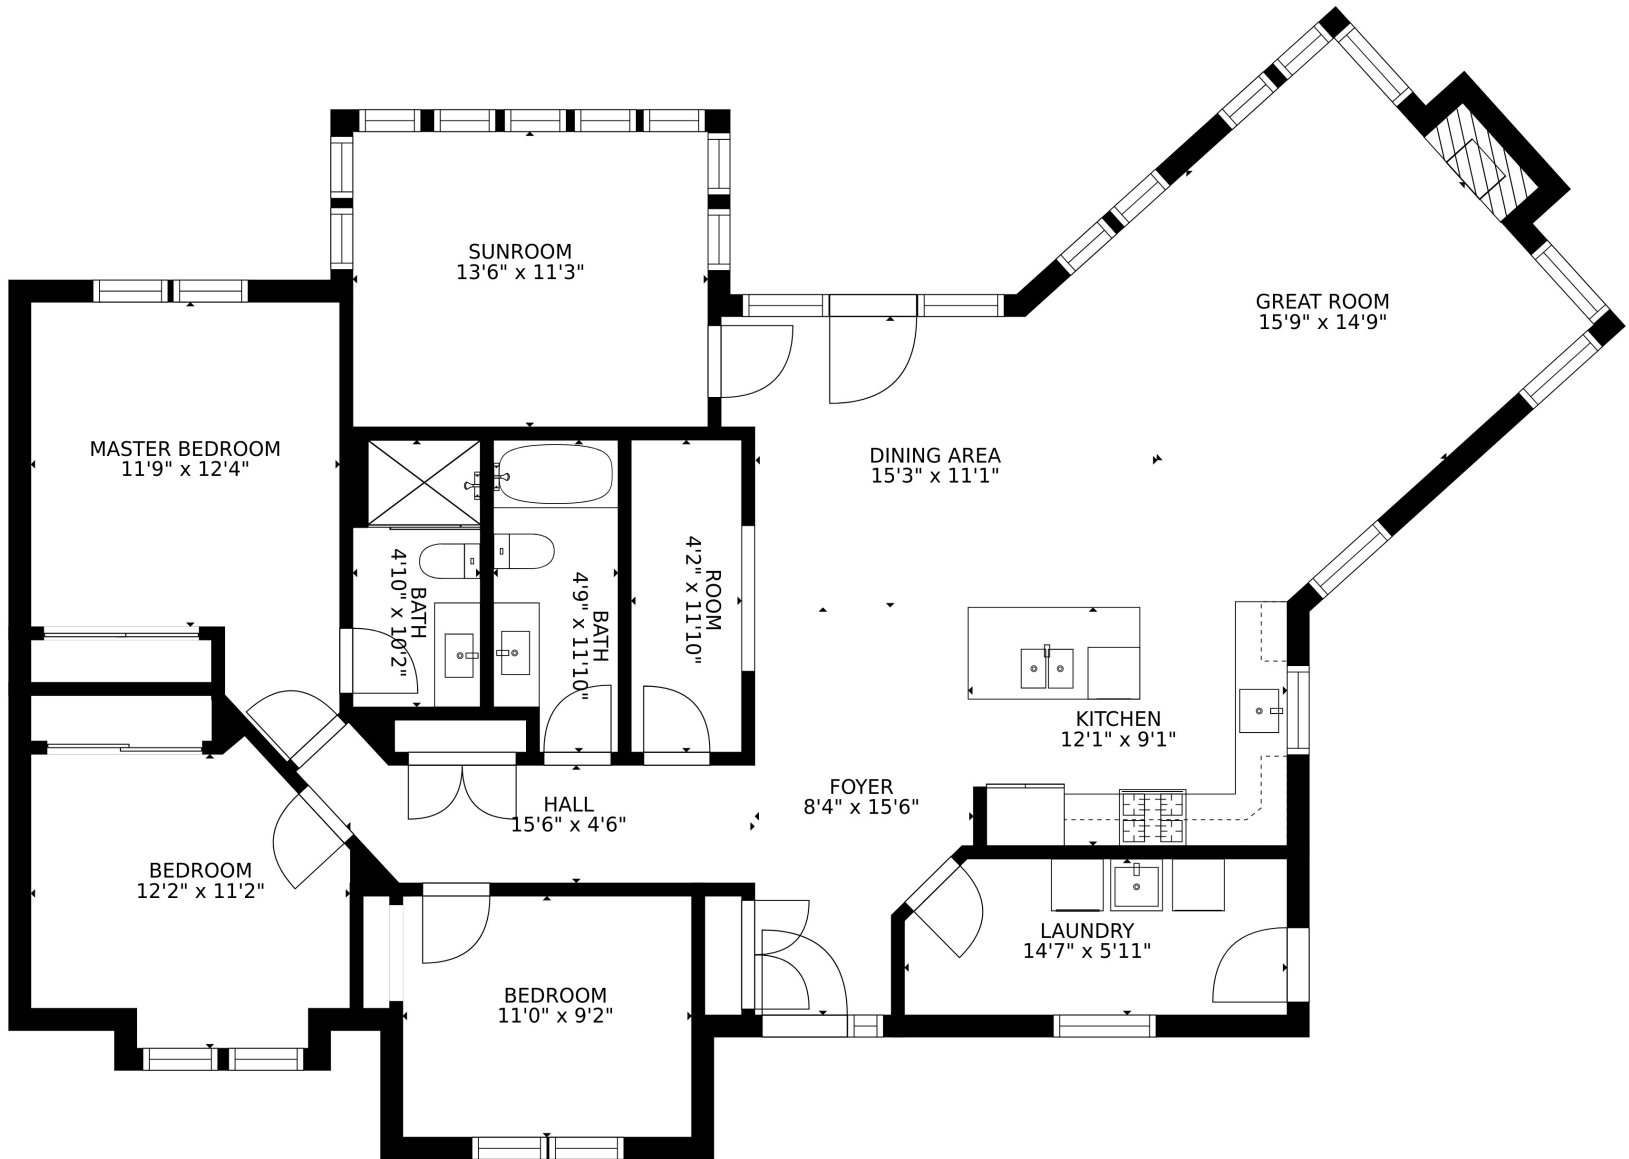 SUNROOM
13'6" x 11'3"
GREAT ROOM
15'9" x 14'9"
MASTER BEDROOM
11'9" x 12'4"
DINING AREA
15'3" x 11'1"
BATH
4'10" x 10'2"
BATH
4'9" x 11'10"
ROOM
4'2" x 11'10"
KITCHEN
12'1" x 9'1"
FOYER
8'4" x 15'6"
HALL
15'6" x 4'6"
BEDROOM
12'2" x 11'2"
LAUNDRY
14'7" x 5'11"
BEDROOM
11'0" x 9'2"